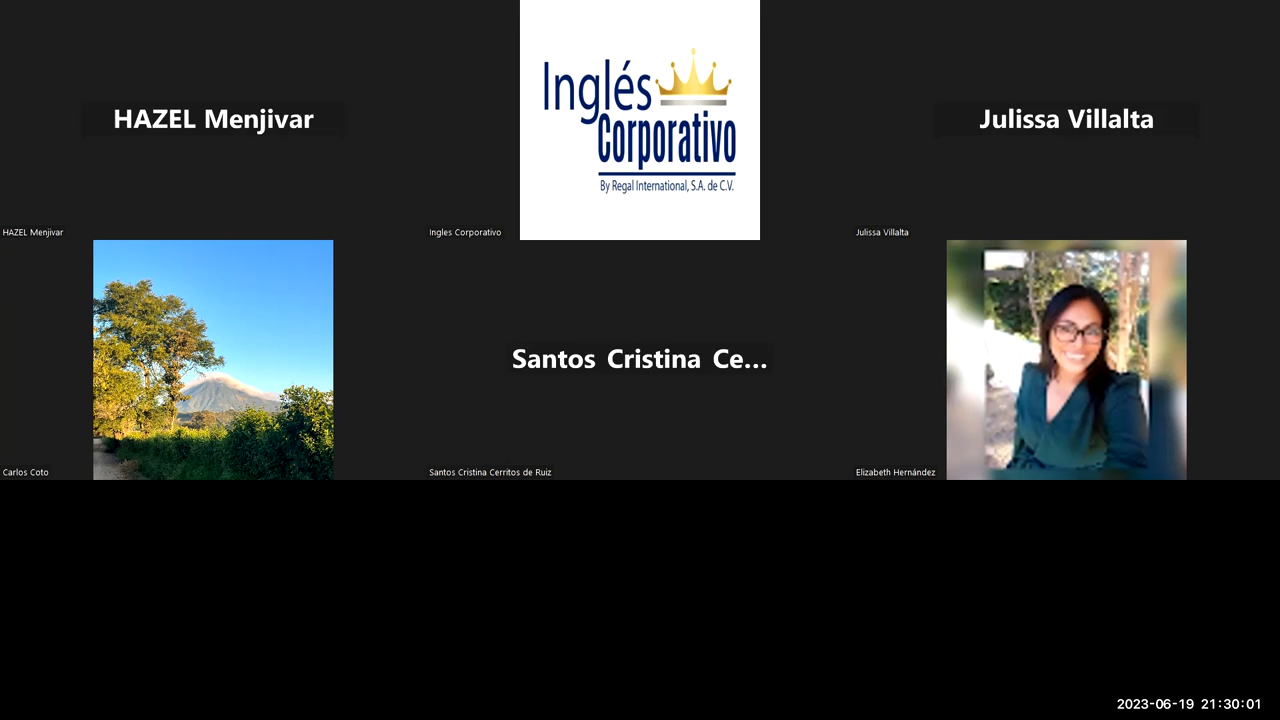 HAZEL Menjivar
Inglés
Corporativo
By Regal International, S.A. de C.V.
Julissa Villalta
HAZEL Menjivar
Ingles Corporativo
Julissa Villalta
Santos Cristina Ce...
Carlos Coto
Santos Cristina Cerritos de Ruiz
Elizabeth Hernández
2023-06-19 21:30:01